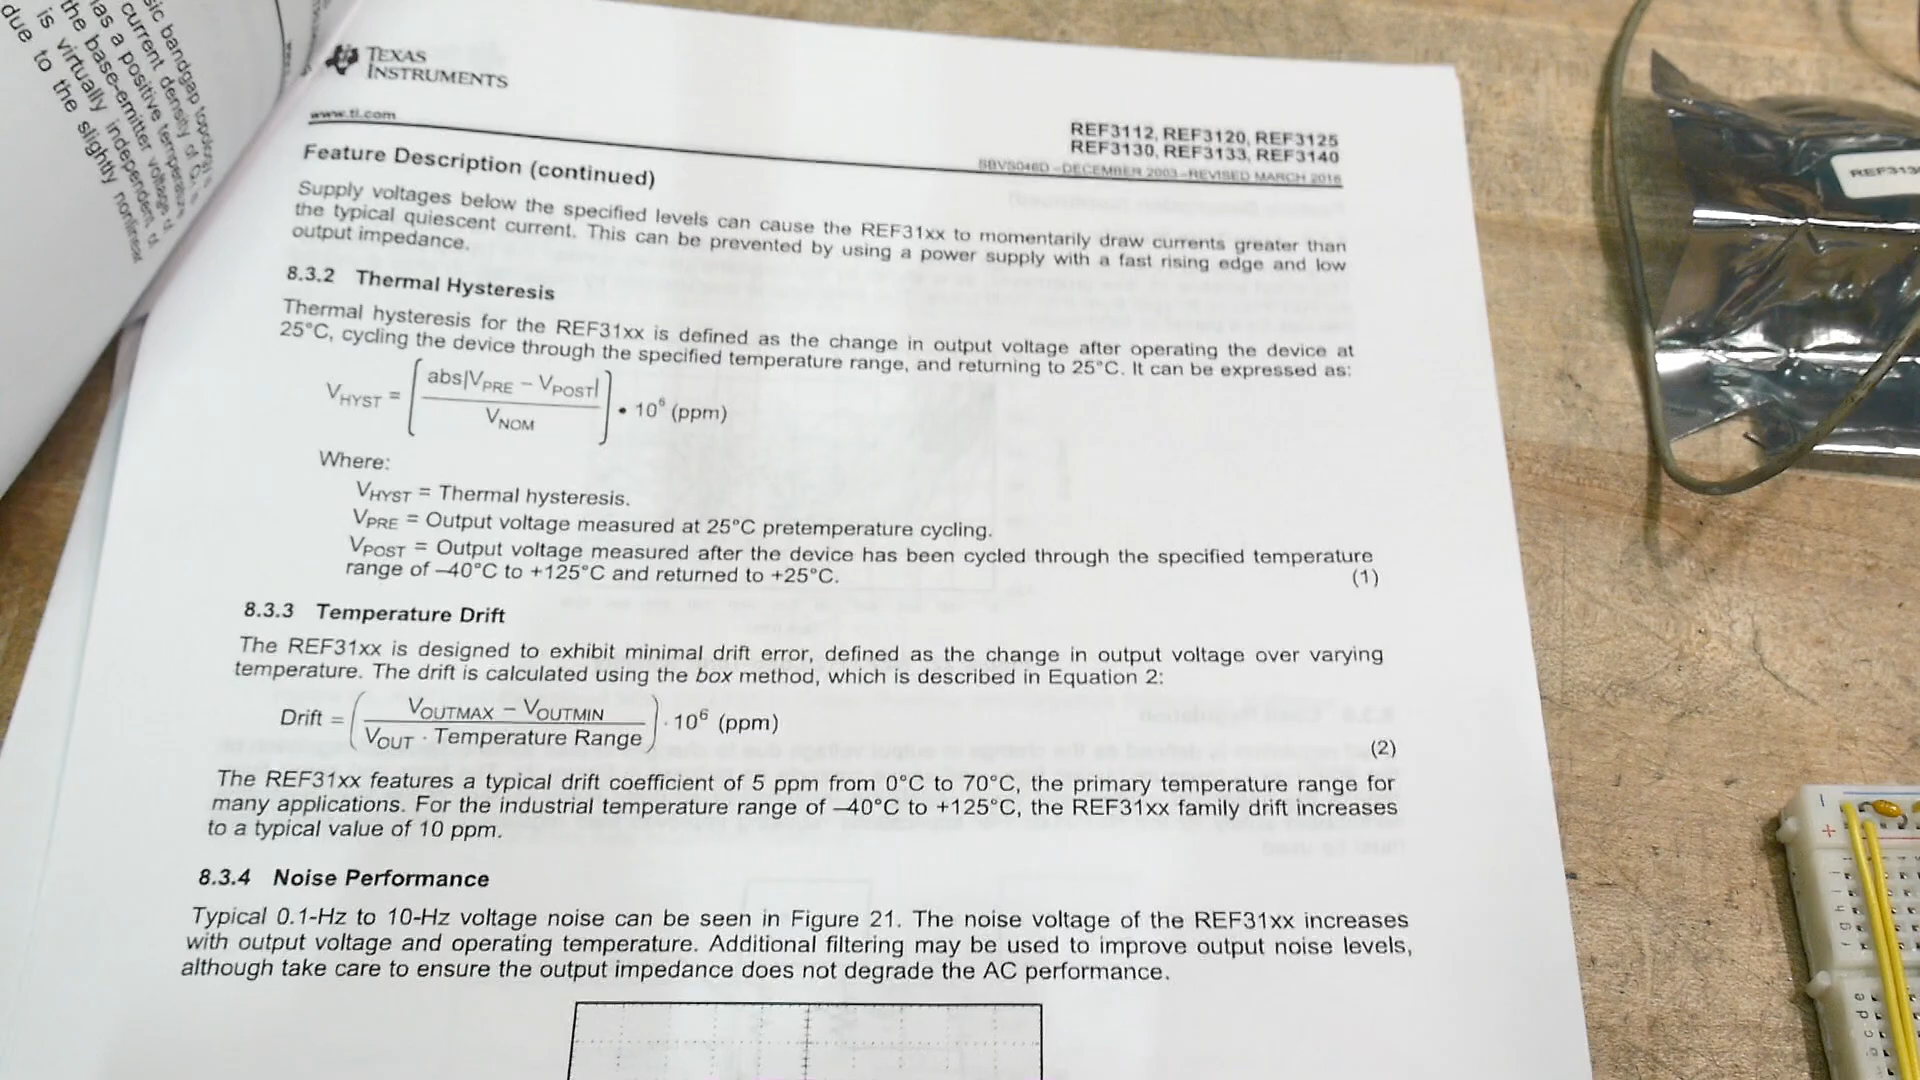 sic bandgap topology is
current density of Q1 is
has a positive temperature
the base-emitter voltage of
is virtually independent of
due to the slightly nonlinear
TEXAS
INSTRUMENTS
www.ti.com
REF3112, REF3120, REF3125
REF3130, REF3133, REF3140
SBVS046D –DECEMBER 2003–REVISED MARCH 2016
Feature Description (continued)
Supply voltages below the specified levels can cause the REF31xx to momentarily draw currents greater than
the typical quiescent current. This can be prevented by using a power supply with a fast rising edge and low
output impedance.
8.3.2 Thermal Hysteresis
Thermal hysteresis for the REF31xx is defined as the change in output voltage after operating the device at
25°C, cycling the device through the specified temperature range, and returning to 25°C. It can be expressed as:
VHYST = [ abs|VPRE – VPOST| / VNOM ] • 10⁶ (ppm)
Where:
VHYST = Thermal hysteresis.
VPRE = Output voltage measured at 25°C pretemperature cycling.
VPOST = Output voltage measured after the device has been cycled through the specified temperature
range of –40°C to +125°C and returned to +25°C. (1)
8.3.3 Temperature Drift
The REF31xx is designed to exhibit minimal drift error, defined as the change in output voltage over varying
temperature. The drift is calculated using the box method, which is described in Equation 2:
Drift = ( VOUTMAX – VOUTMIN / VOUT · Temperature Range ) · 10⁶ (ppm)
(2)
The REF31xx features a typical drift coefficient of 5 ppm from 0°C to 70°C, the primary temperature range for
many applications. For the industrial temperature range of –40°C to +125°C, the REF31xx family drift increases
to a typical value of 10 ppm.
8.3.4 Noise Performance
Typical 0.1-Hz to 10-Hz voltage noise can be seen in Figure 21. The noise voltage of the REF31xx increases
with output voltage and operating temperature. Additional filtering may be used to improve output noise levels,
although take care to ensure the output impedance does not degrade the AC performance.
REF313